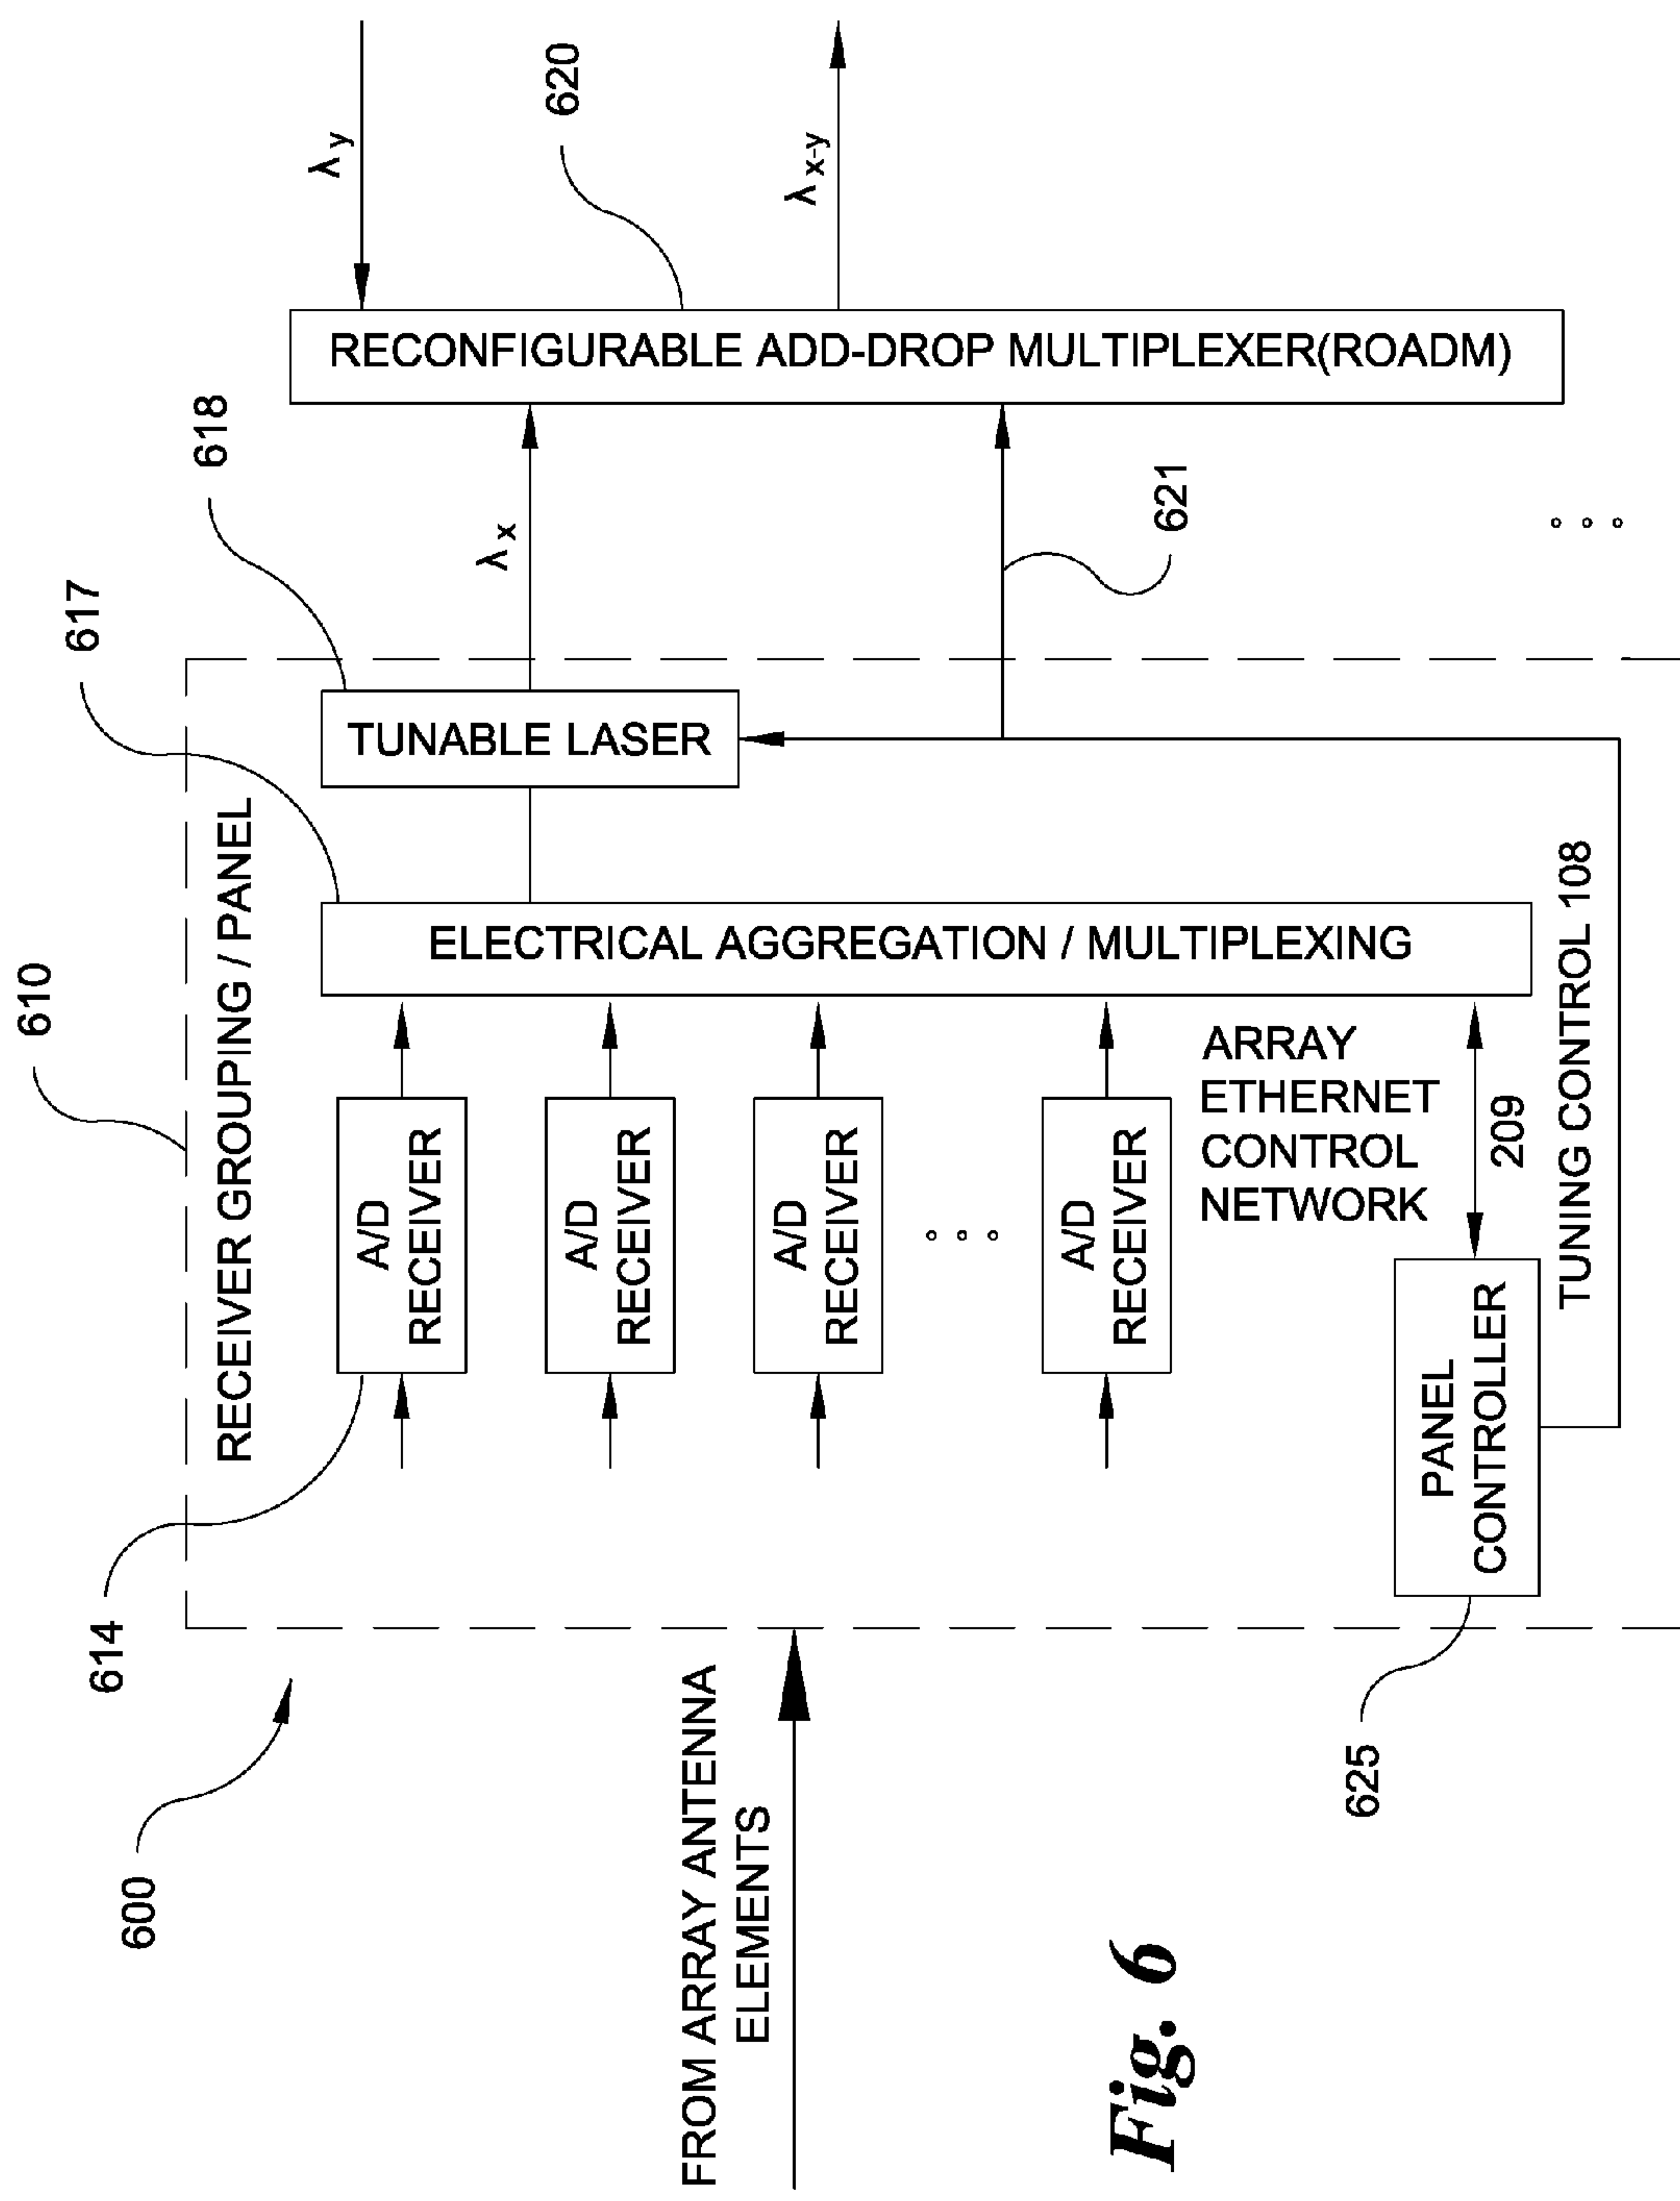 600
FROM ARRAY ANTENNA
ELEMENTS
610
614
617
618
RECEIVER GROUPING / PANEL
A/D
RECEIVER
A/D
RECEIVER
A/D
RECEIVER
A/D
RECEIVER
ELECTRICAL AGGREGATION / MULTIPLEXING
TUNABLE LASER
λx
λy
620
RECONFIGURABLE ADD-DROP MULTIPLEXER(ROADM)
λx-y
621
ARRAY
ETHERNET
CONTROL
NETWORK
209
PANEL
CONTROLLER
TUNING CONTROL 108
625
Fig. 6